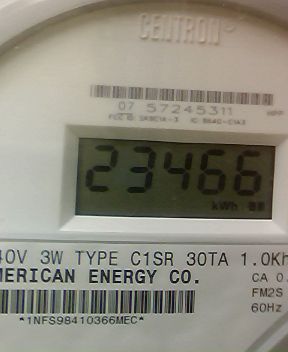 CENTRON
07 57245311
23466
kWh
40V 3W TYPE C1SR 30TA 1.0Kh
MERICAN ENERGY CO.
CA 0.
FM2S
60Hz
*1NFS98410366MEC*